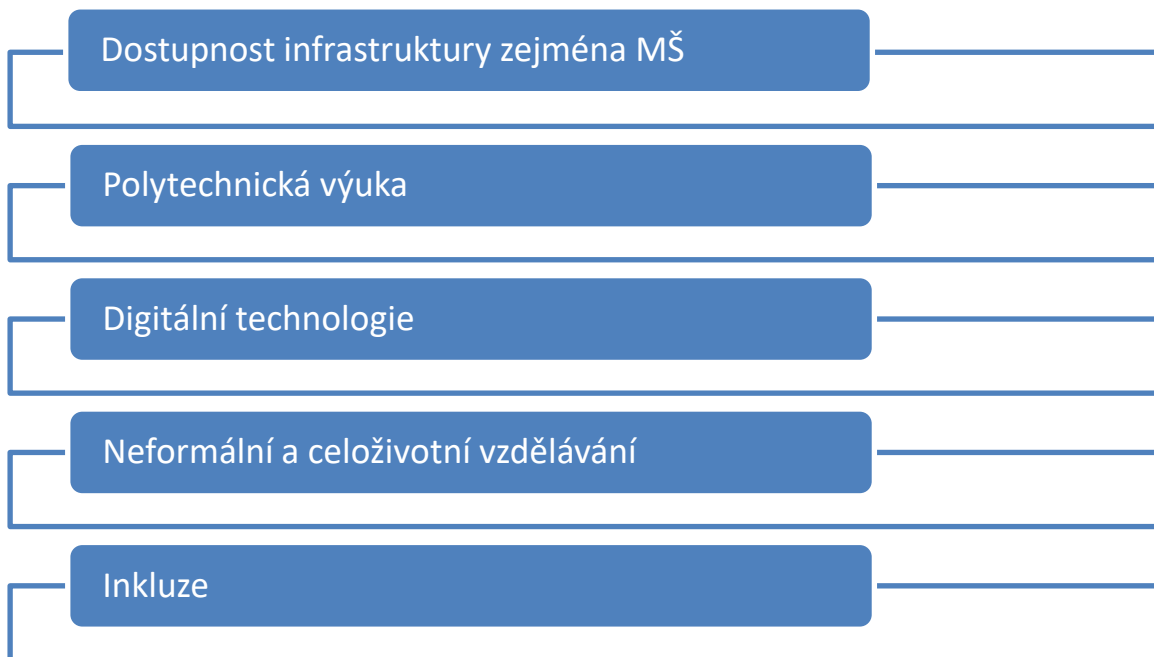 Dostupnost infrastruktury zejména MŠ
Polytechnická výuka
Digitální technologie
Neformální a celoživotní vzdělávání
Inkluze